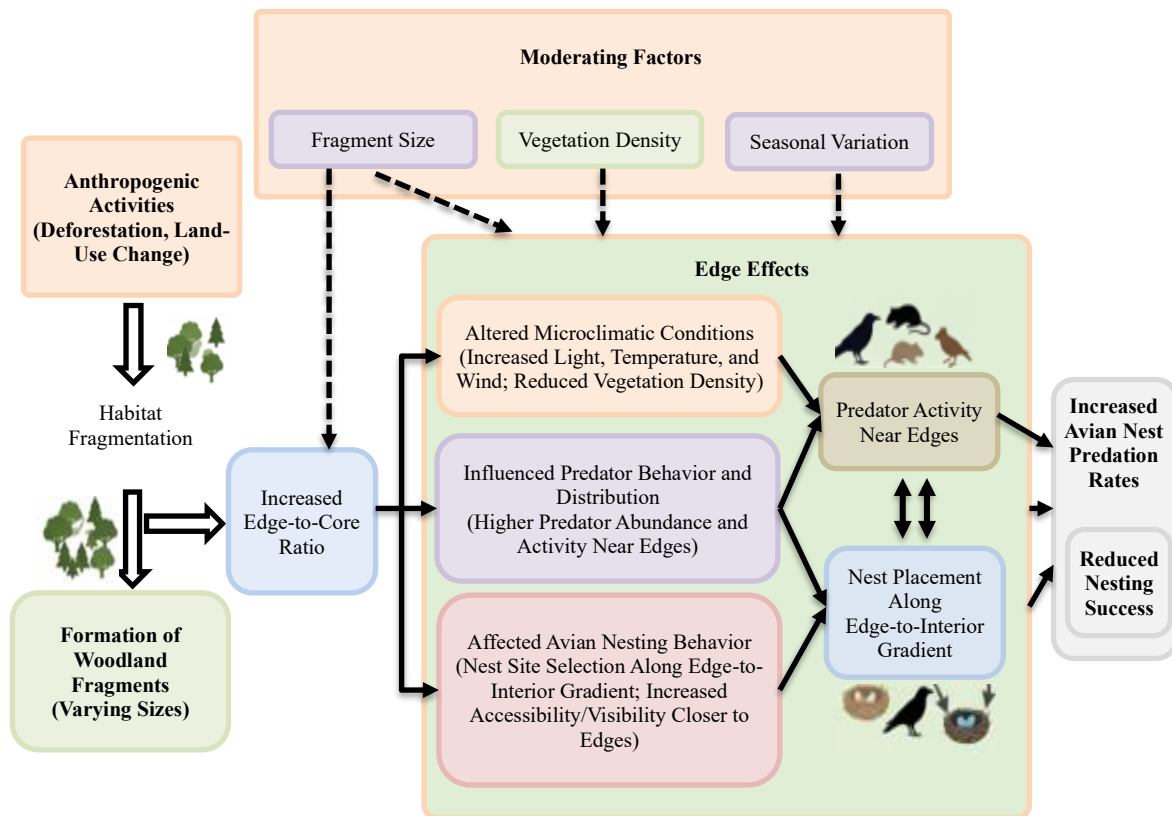 Moderating Factors
Fragment Size
Vegetation Density
Seasonal Variation
Anthropogenic
Activities
(Deforestation, Land-
Use Change)
Habitat
Fragmentation
Formation of
Woodland
Fragments
(Varying Sizes)
Increased
Edge-to-Core
Ratio
Edge Effects
Altered Microclimatic Conditions
(Increased Light, Temperature, and
Wind; Reduced Vegetation Density)
Influenced Predator Behavior and
Distribution
(Higher Predator Abundance and
Activity Near Edges)
Affected Avian Nesting Behavior
(Nest Site Selection Along Edge-to-
Interior Gradient; Increased
Accessibility/Visibility Closer to
Edges)
Predator Activity
Near Edges
Nest Placement
Along
Edge-to-Interior
Gradient
Increased
Avian Nest
Predation
Rates
Reduced
Nesting
Success